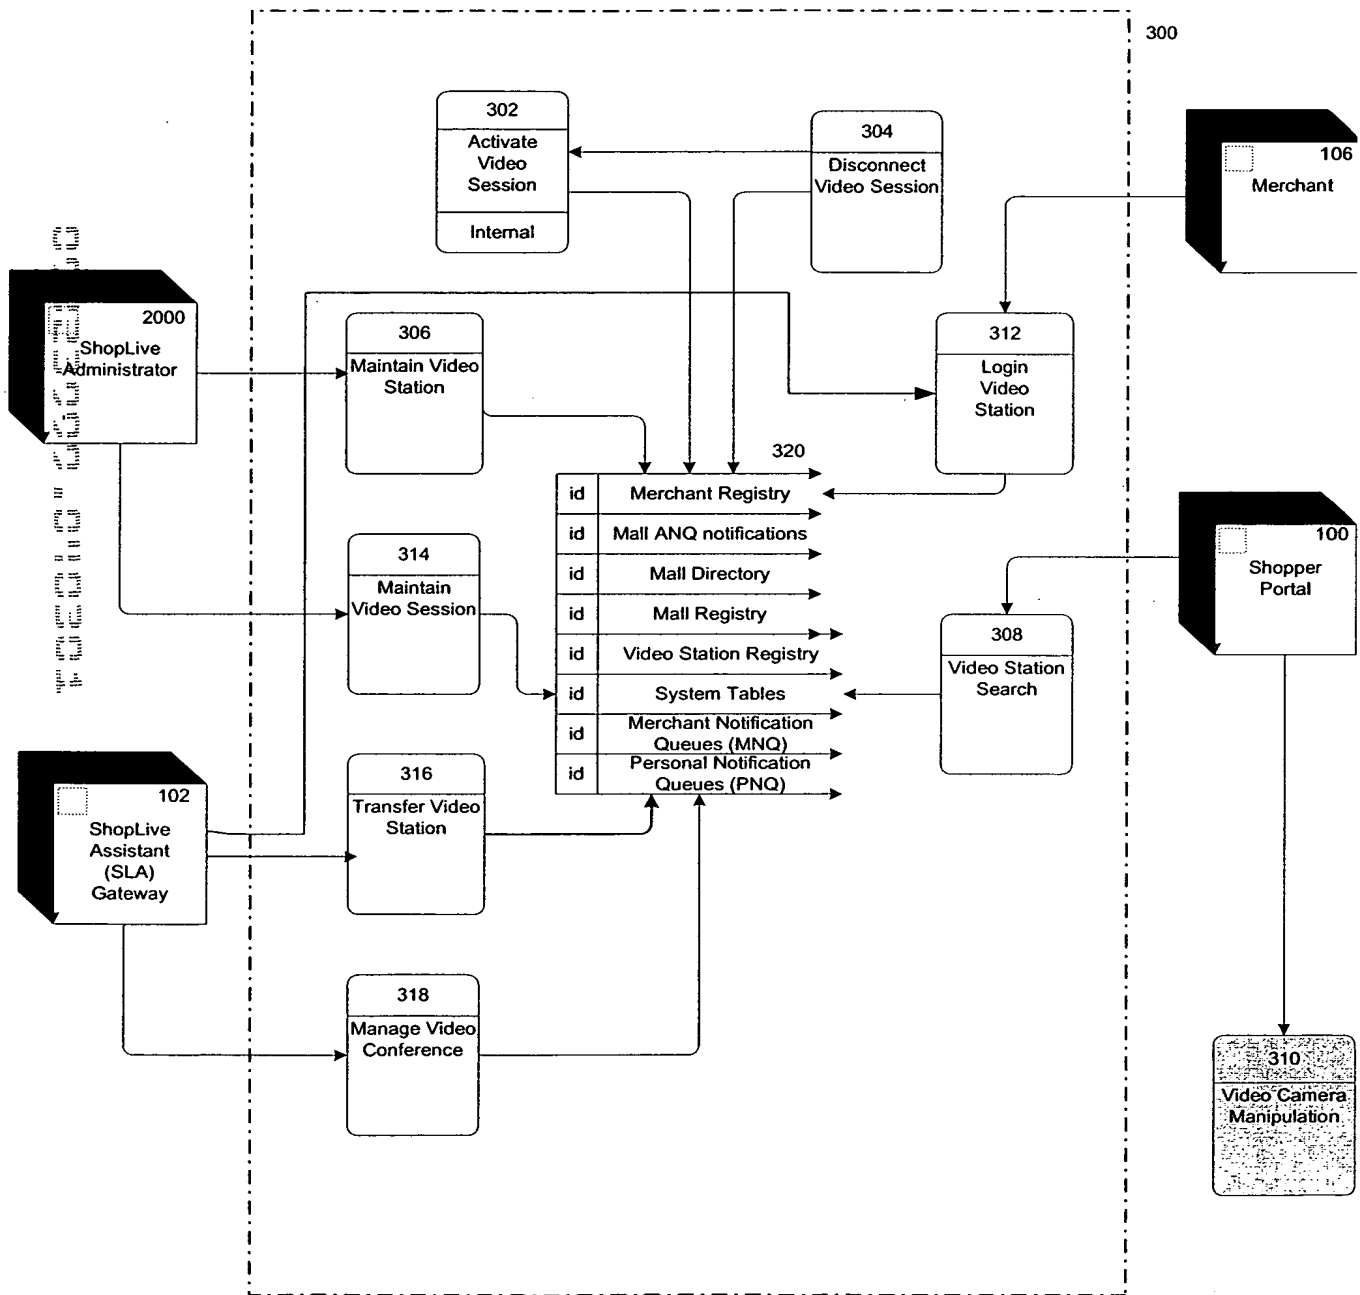 300
302
Activate
Video
Session
Internal
304
Disconnect
Video Session
106
Merchant
2000
ShopLive
Administrator
306
Maintain Video
Station
312
Login
Video
Station
320
id Merchant Registry
id Mall ANQ notifications
id Mall Directory
id Mall Registry
id Video Station Registry
id System Tables
id Merchant Notification
Queues (MNQ)
id Personal Notification
Queues (PNQ)
314
Maintain
Video Session
100
Shopper
Portal
308
Video Station
Search
102
ShopLive
Assistant
(SLA)
Gateway
316
Transfer Video
Station
318
Manage Video
Conference
310
Video Camera
Manipulation